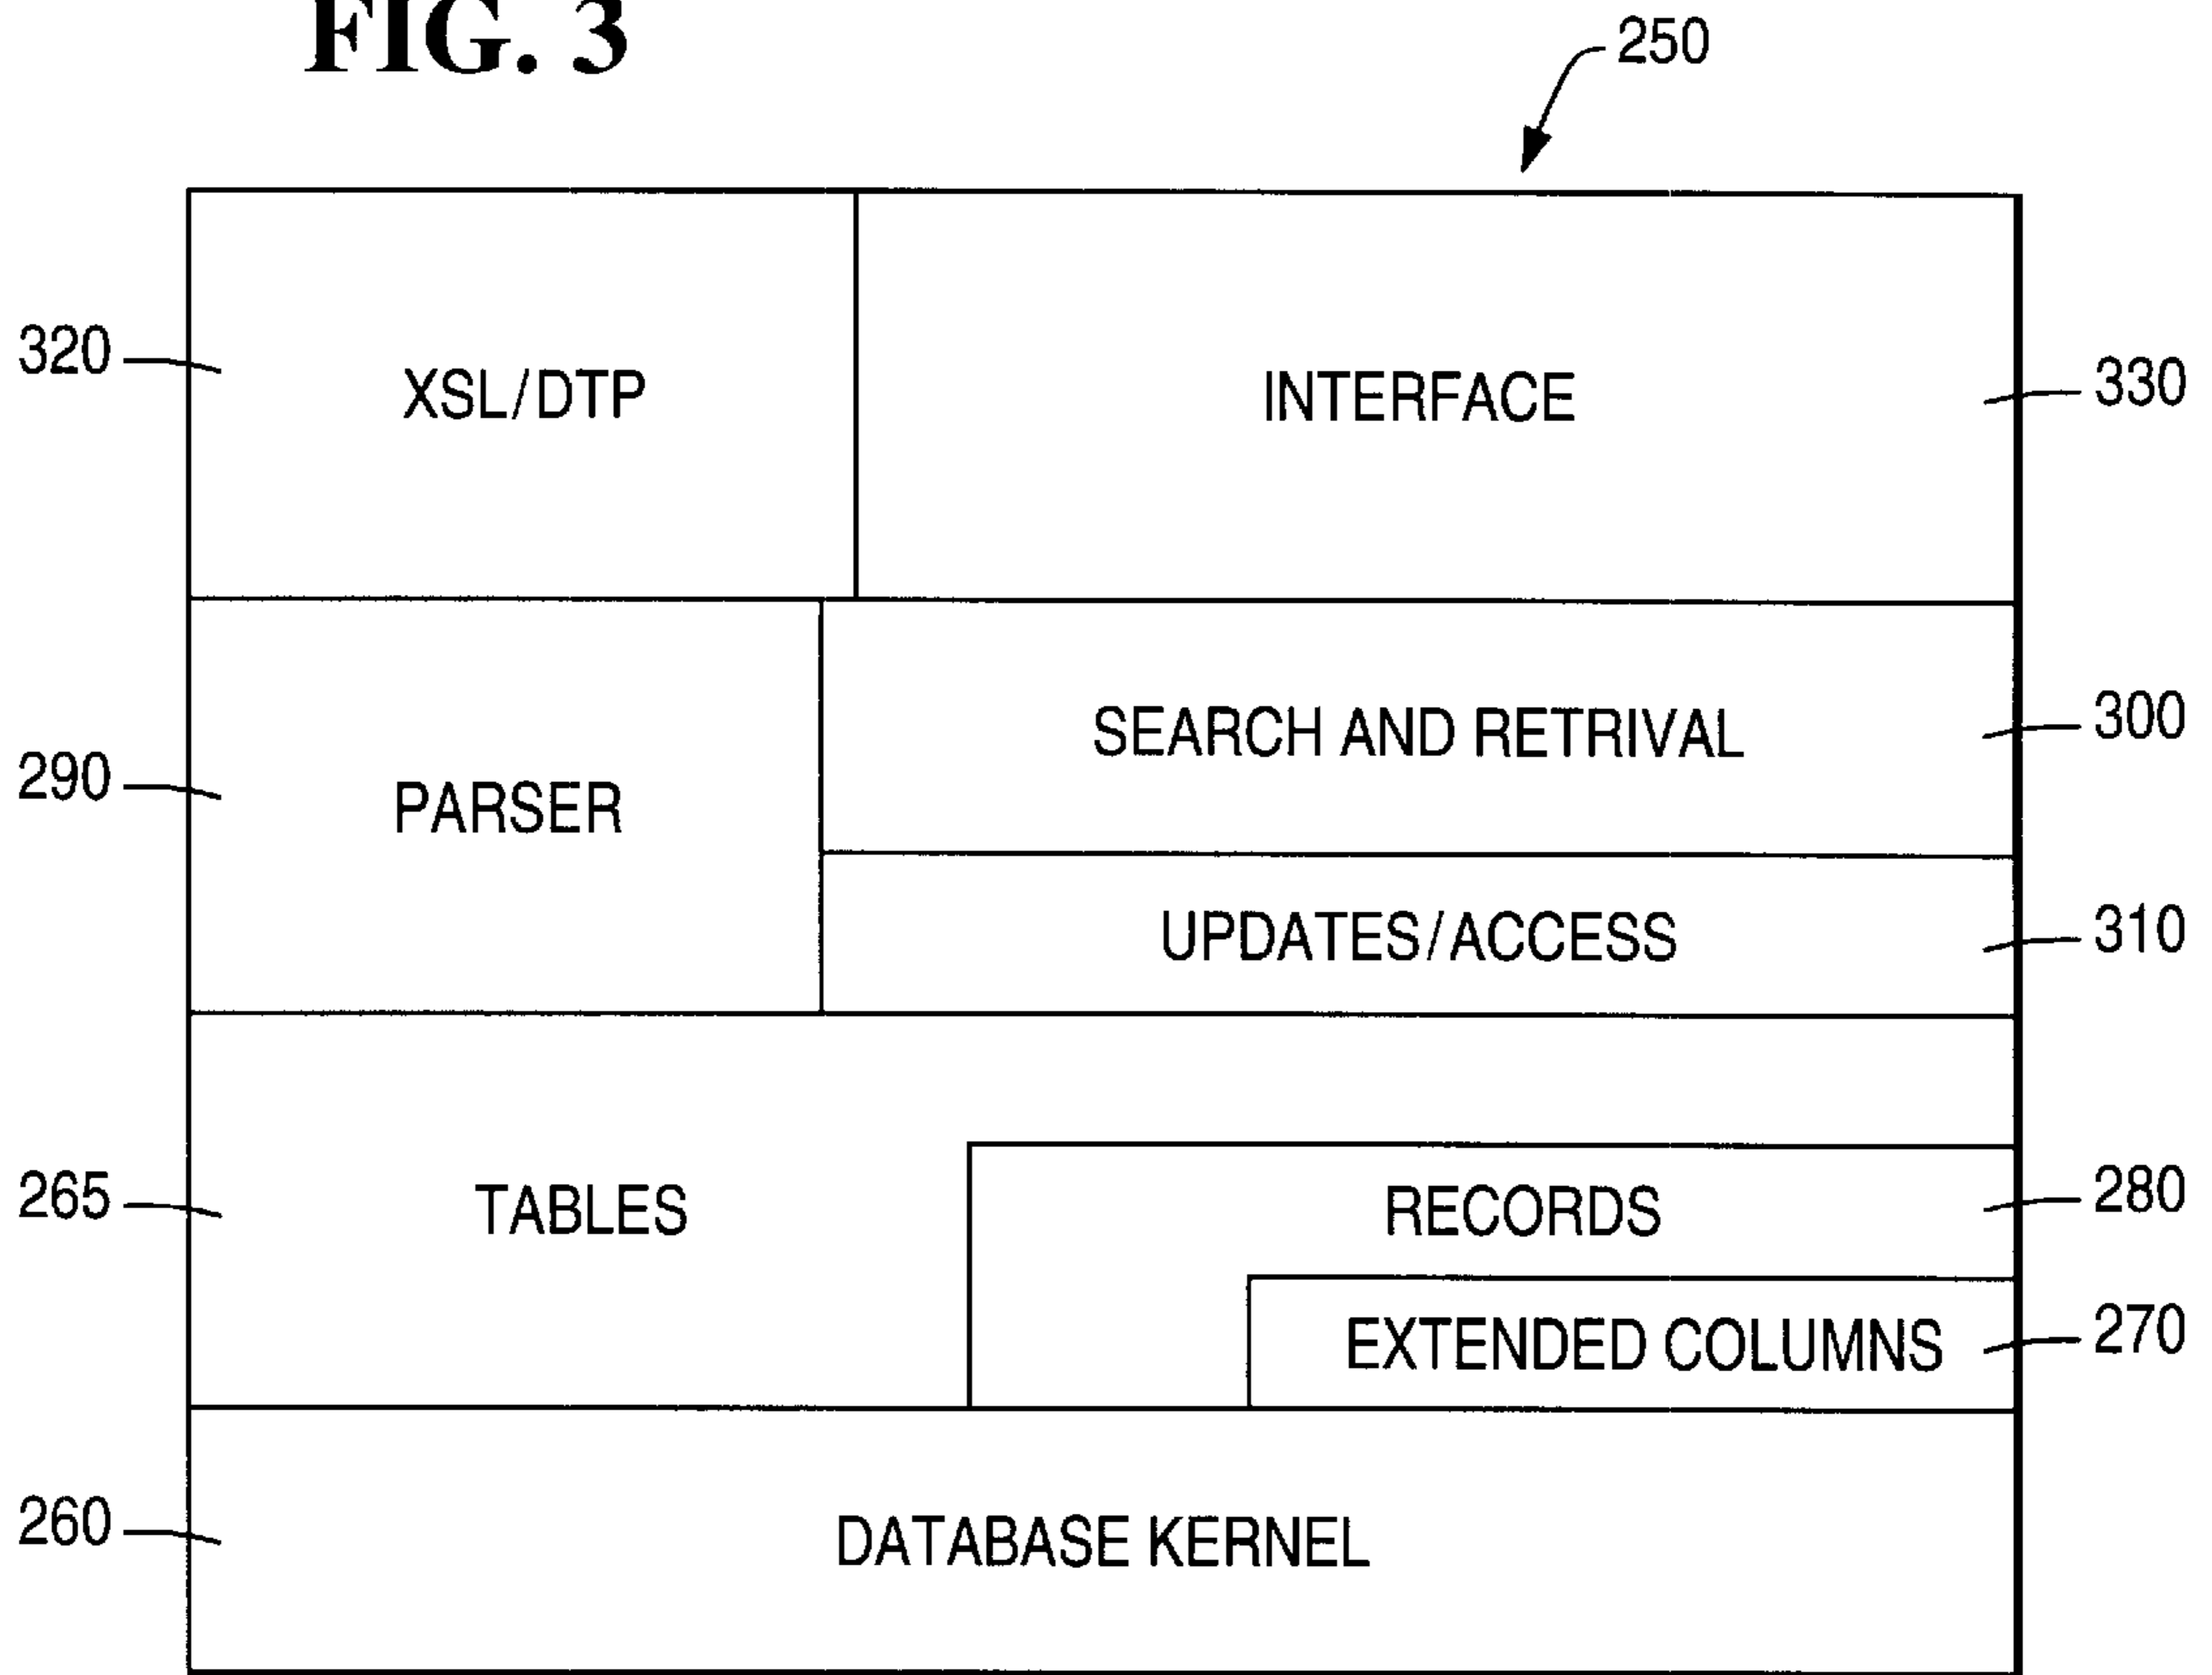 FIG. 3
250
320
XSL/DTP
INTERFACE
330
SEARCH AND RETRIVAL
300
290
PARSER
UPDATES/ACCESS
310
265
TABLES
RECORDS
280
EXTENDED COLUMNS
270
260
DATABASE KERNEL